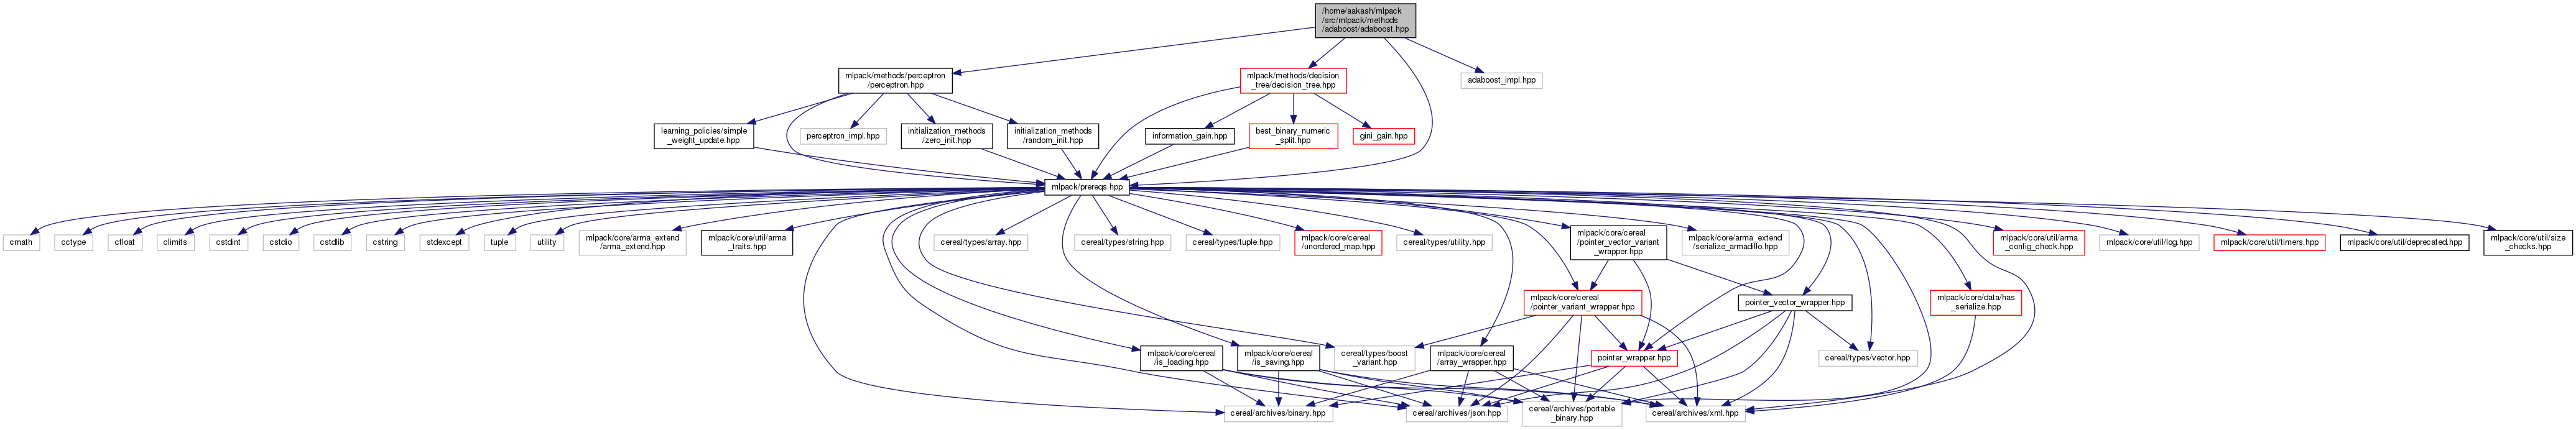 /home/aakash/mlpack
/src/mlpack/methods
/adaboost/adaboost.hpp
mlpack/methods/perceptron
/perceptron.hpp
mlpack/methods/decision
_tree/decision_tree.hpp
adaboost_impl.hpp
learning_policies/simple
_weight_update.hpp
perceptron_impl.hpp
initialization_methods
/zero_init.hpp
initialization_methods
/random_init.hpp
information_gain.hpp
best_binary_numeric
_split.hpp
gini_gain.hpp
mlpack/prereqs.hpp
cmath
cctype
cfloat
climits
cstdint
cstdio
cstdlib
cstring
stdexcept
tuple
utility
mlpack/core/arma_extend
/arma_extend.hpp
mlpack/core/util/arma
_traits.hpp
cereal/types/array.hpp
cereal/types/string.hpp
cereal/types/tuple.hpp
mlpack/core/cereal
/unordered_map.hpp
cereal/types/utility.hpp
mlpack/core/cereal
/pointer_vector_variant
_wrapper.hpp
mlpack/core/arma_extend
/serialize_armadillo.hpp
mlpack/core/util/arma
_config_check.hpp
mlpack/core/util/log.hpp
mlpack/core/util/timers.hpp
mlpack/core/util/deprecated.hpp
mlpack/core/util/size
_checks.hpp
mlpack/core/cereal
/pointer_variant_wrapper.hpp
pointer_vector_wrapper.hpp
mlpack/core/data/has
_serialize.hpp
mlpack/core/cereal
/is_loading.hpp
mlpack/core/cereal
/is_saving.hpp
cereal/types/boost
_variant.hpp
mlpack/core/cereal
/array_wrapper.hpp
pointer_wrapper.hpp
cereal/types/vector.hpp
cereal/archives/binary.hpp
cereal/archives/json.hpp
cereal/archives/portable
_binary.hpp
cereal/archives/xml.hpp